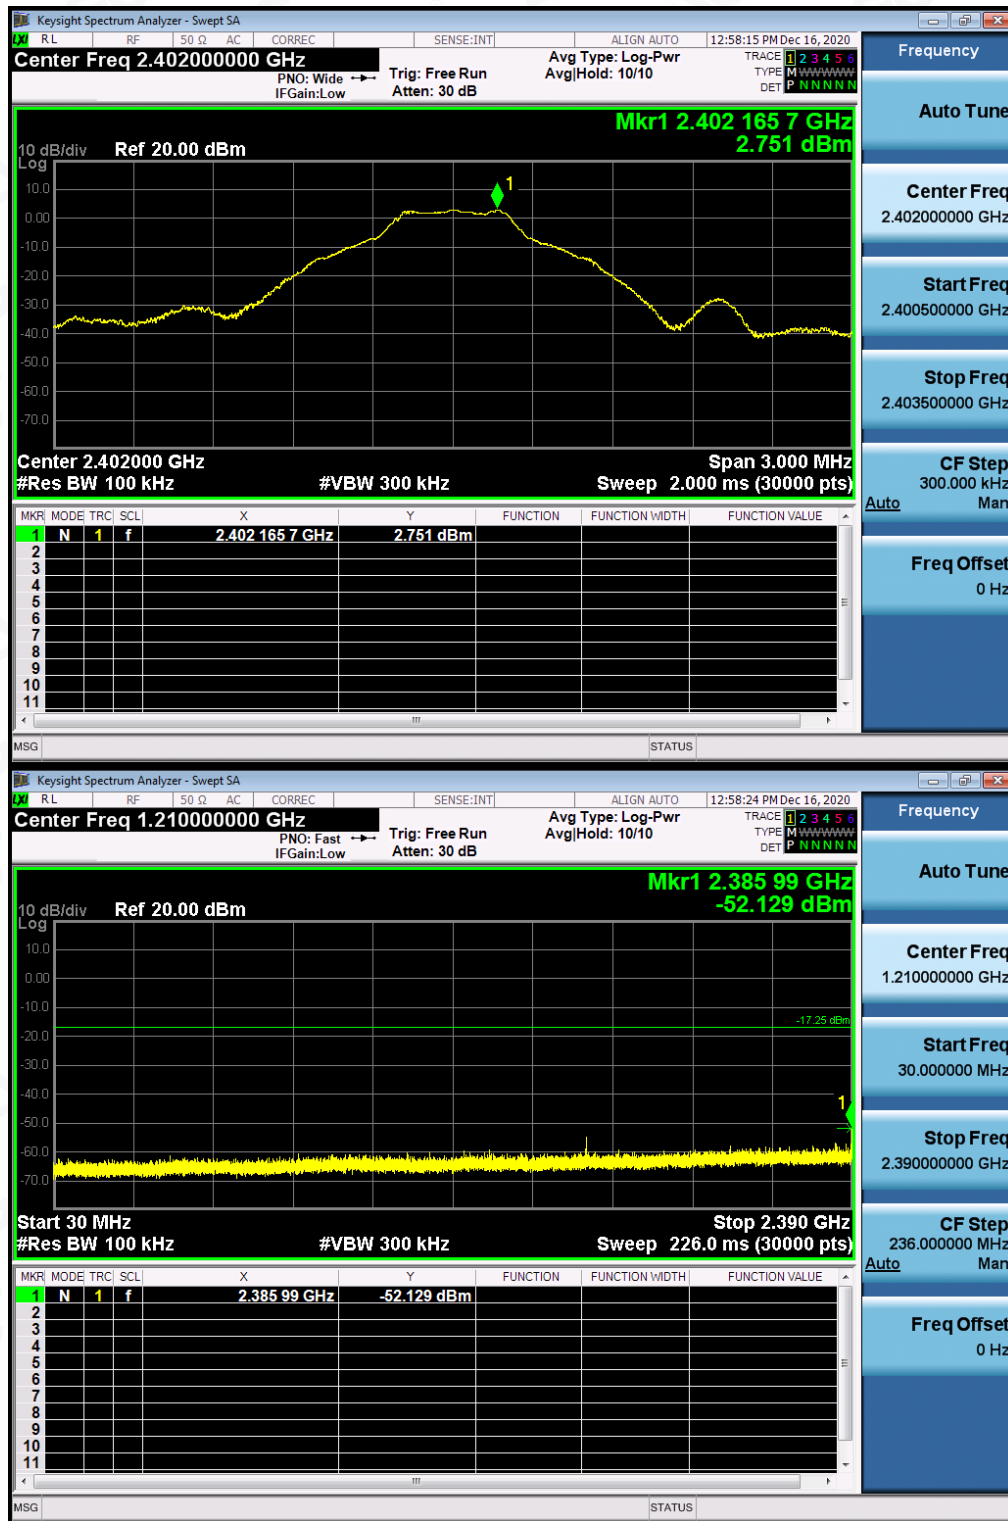 Keysight Spectrum Analyzer - Swept SA
LXI RL RF 50 Ω AC CORREC SENSE:INT ALIGN AUTO 12:58:15 PM Dec 16, 2020
Center Freq 2.402000000 GHz
PNO: Wide
IFGain:Low
Trig: Free Run
Atten: 30 dB
Avg Type: Log-Pwr
Avg|Hold: 10/10
TRACE 1 2 3 4 5 6
TYPE M W W W W W
DET P N N N N N
Mkr1 2.402 165 7 GHz
2.751 dBm
10 dB/div Ref 20.00 dBm
Log
10.0
0.00
-10.0
-20.0
-30.0
-40.0
-50.0
-60.0
-70.0
1
Center 2.402000 GHz Span 3.000 MHz
#Res BW 100 kHz #VBW 300 kHz Sweep 2.000 ms (30000 pts)
MKR MODE TRC SCL X Y FUNCTION FUNCTION WIDTH FUNCTION VALUE
1 N 1 f 2.402 165 7 GHz 2.751 dBm
2
3
4
5
6
7
8
9
10
11
MSG STATUS
Frequency
Auto Tune
Center Freq
2.402000000 GHz
Start Freq
2.400500000 GHz
Stop Freq
2.403500000 GHz
CF Step
300.000 kHz
Auto Man
Freq Offset
0 Hz
Keysight Spectrum Analyzer - Swept SA
LXI RL RF 50 Ω AC CORREC SENSE:INT ALIGN AUTO 12:58:24 PM Dec 16, 2020
Center Freq 1.210000000 GHz
PNO: Fast
IFGain:Low
Trig: Free Run
Atten: 30 dB
Avg Type: Log-Pwr
Avg|Hold: 10/10
TRACE 1 2 3 4 5 6
TYPE M W W W W W
DET P N N N N N
Mkr1 2.385 99 GHz
-52.129 dBm
10 dB/div Ref 20.00 dBm
Log
10.0
0.00
-10.0
-20.0
-30.0
-40.0
-50.0
-60.0
-70.0
-17.25 dBm
1
Start 30 MHz Stop 2.390 GHz
#Res BW 100 kHz #VBW 300 kHz Sweep 226.0 ms (30000 pts)
MKR MODE TRC SCL X Y FUNCTION FUNCTION WIDTH FUNCTION VALUE
1 N 1 f 2.385 99 GHz -52.129 dBm
2
3
4
5
6
7
8
9
10
11
MSG STATUS
Frequency
Auto Tune
Center Freq
1.210000000 GHz
Start Freq
30.000000 MHz
Stop Freq
2.390000000 GHz
CF Step
236.000000 MHz
Auto Man
Freq Offset
0 Hz